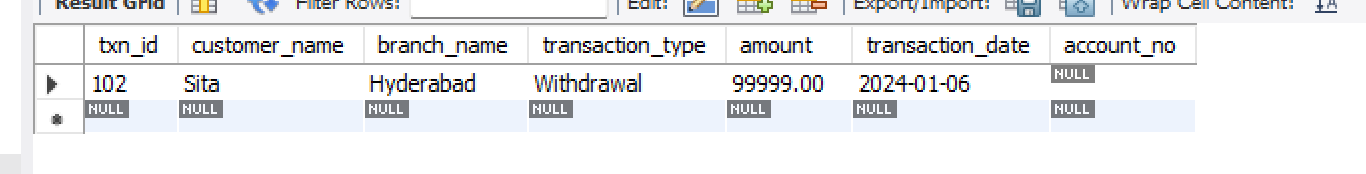 Result Grid | Filter Rows: | Edit: | Export/Import: | Wrap Cell Content:
txn_id customer_name branch_name transaction_type amount transaction_date account_no
102 Sita Hyderabad Withdrawal 99999.00 2024-01-06 NULL
NULL NULL NULL NULL NULL NULL NULL